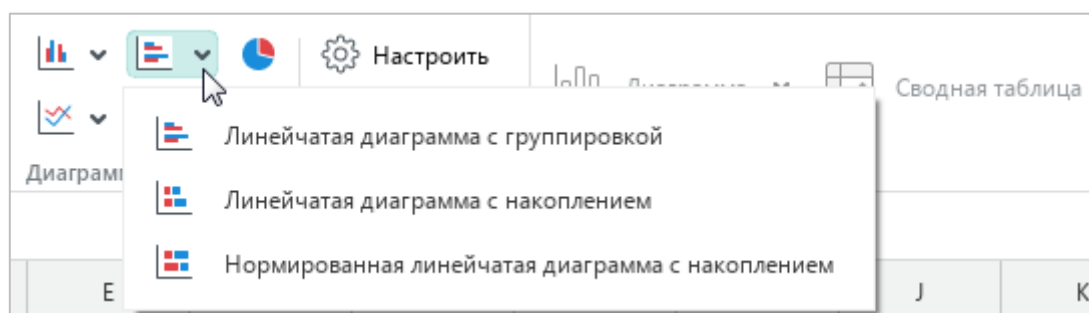 Настроить
Сводная таблица
Линейчатая диаграмма с группировкой
Линейчатая диаграмма с накоплением
Нормированная линейчатая диаграмма с накоплением
E
J
K